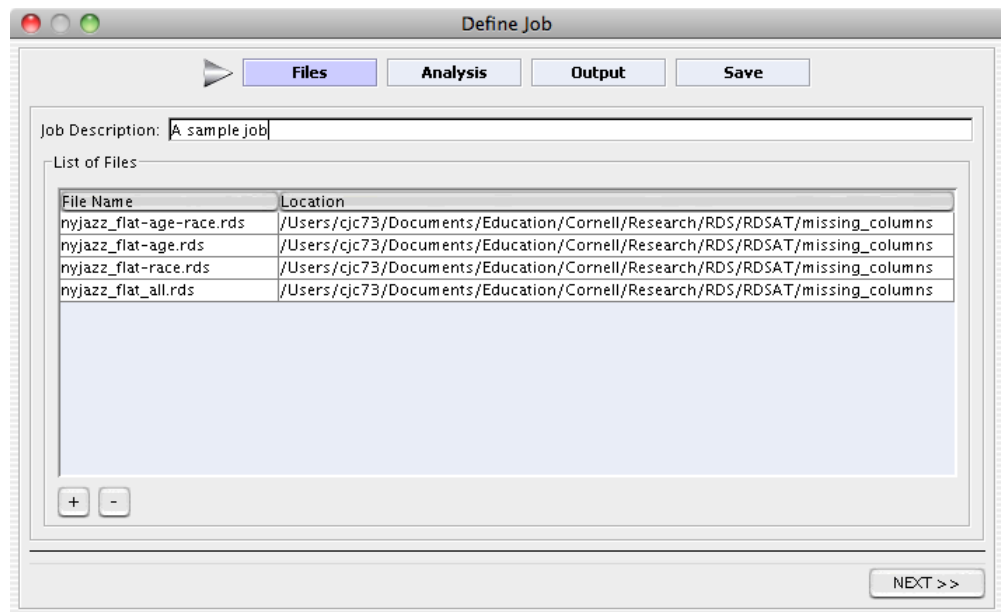 Define Job
Files Analysis Output Save
Job Description: A sample job
List of Files
File Name Location
nyjazz_flat-age-race.rds /Users/cjc73/Documents/Education/Cornell/Research/RDS/RDSAT/missing_columns
nyjazz_flat-age.rds /Users/cjc73/Documents/Education/Cornell/Research/RDS/RDSAT/missing_columns
nyjazz_flat-race.rds /Users/cjc73/Documents/Education/Cornell/Research/RDS/RDSAT/missing_columns
nyjazz_flat_all.rds /Users/cjc73/Documents/Education/Cornell/Research/RDS/RDSAT/missing_columns
+ -
NEXT >>